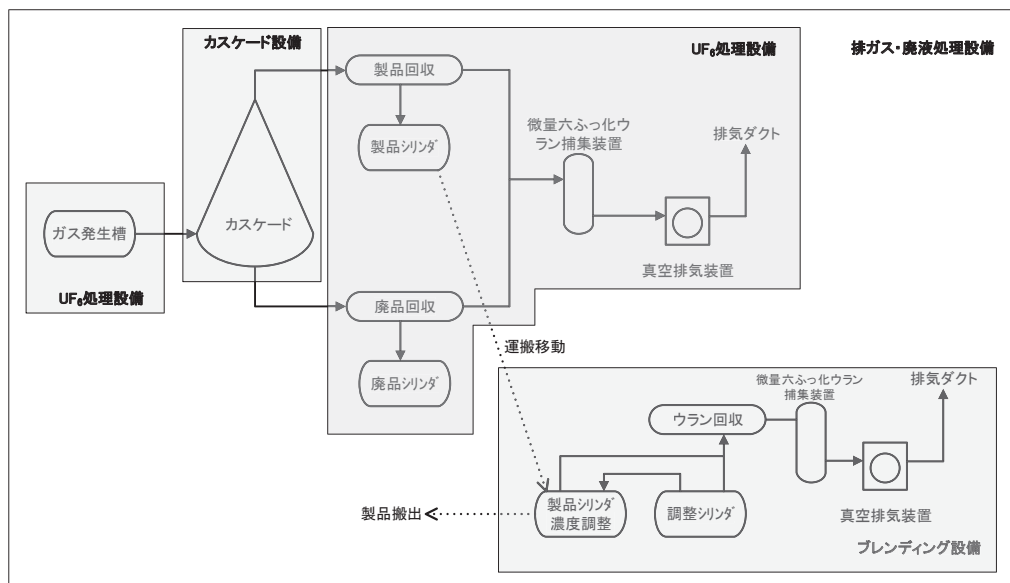 カスケード設備
UF₆処理設備
排ガス・廃液処理設備
製品回収
製品シリンダ
微量六ふっ化ウ
ラン捕集装置
排気ダクト
ガス発生槽
カスケード
真空排気装置
UF₆処理設備
廃品回収
廃品シリンダ
運搬移動
微量六ふっ化ウラン
捕集装置
排気ダクト
ウラン回収
製品シリンダ
濃度調整
調整シリンダ
製品搬出
真空排気装置
ブレンディング設備